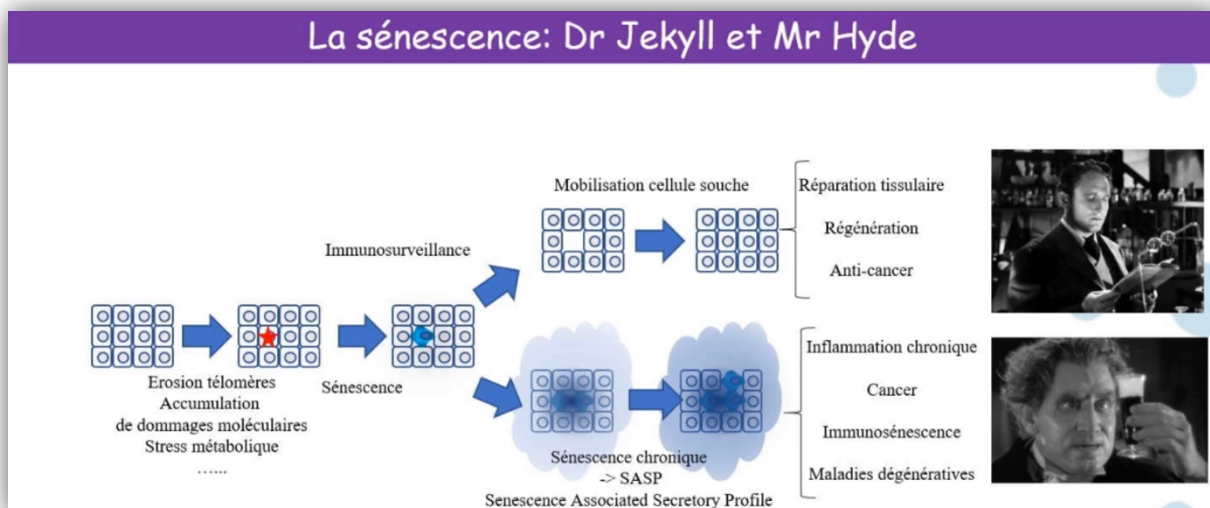 La sénescence: Dr Jekyll et Mr Hyde
Mobilisation cellule souche
Réparation tissulaire
Régénération
Anti-cancer
Immunosurveillance
Erosion télomères
Accumulation
de dommages moléculaires
Stress métabolique
......
Sénescence
Sénescence chronique
-> SASP
Senescence Associated Secretory Profile
Inflammation chronique
Cancer
Immunosénescence
Maladies dégénératives